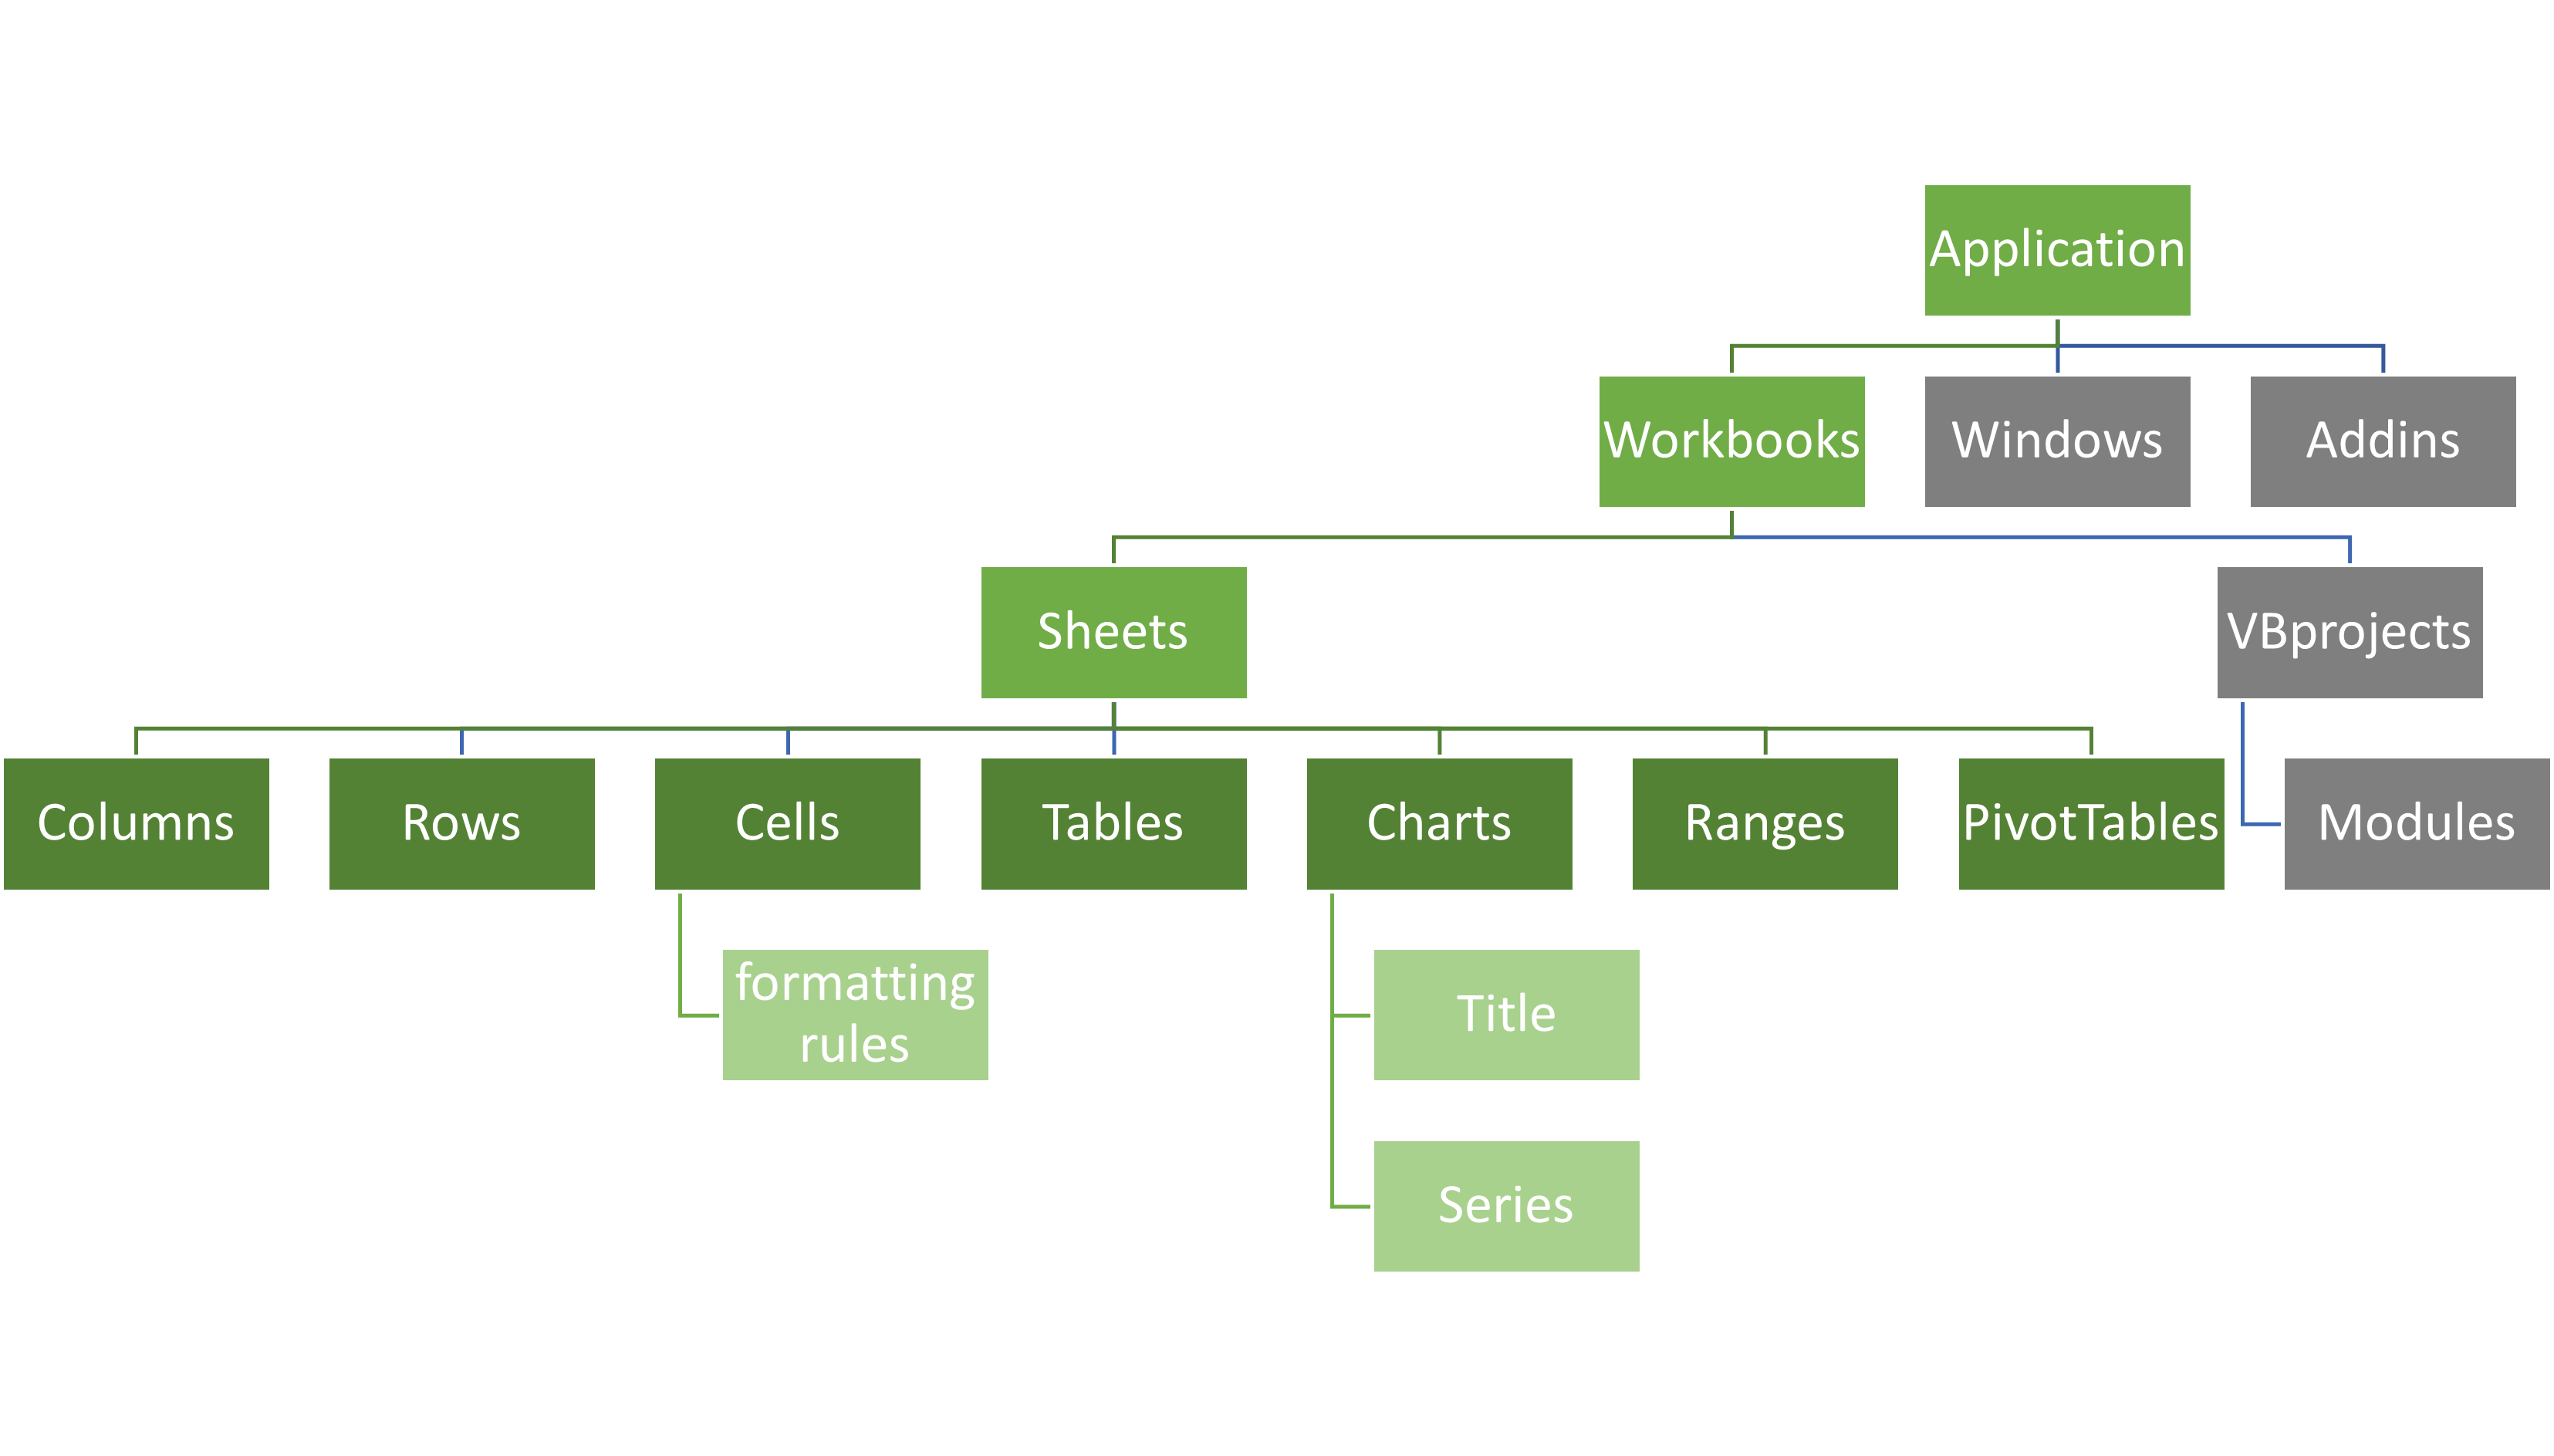 Application
Workbooks
Windows
Addins
Sheets
VBprojects
Columns
Rows
Cells
Tables
Charts
Ranges
PivotTables
Modules
formatting
rules
Title
Series